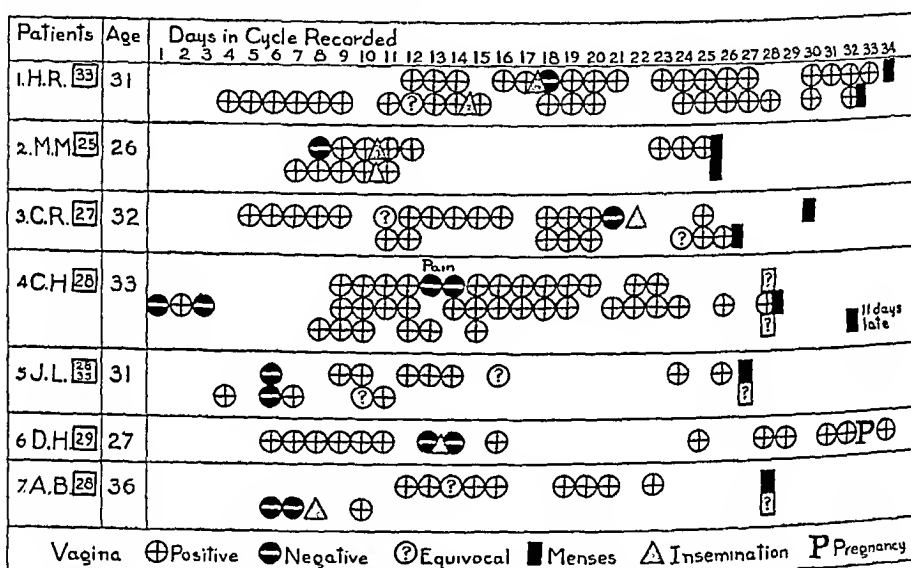 Patients Age Days in Cycle Recorded
1 2 3 4 5 6 7 8 9 10 11 12 13 14 15 16 17 18 19 20 21 22 23 24 25 26 27 28 29 30 31 32 33 34
1.H.R. 33 31
?
2.M.M. 25 26
3.C.R. 27 32 ?
?
Pain
4.C.H 28 33 ?
11 days
late
?
5 J.L. 33 31 ?
? ?
6 D.H. 29 27 P
7.A.B. 28 36 ?
?
Vagina Positive Negative ? Equivocal Menses Insemination P Pregnancy